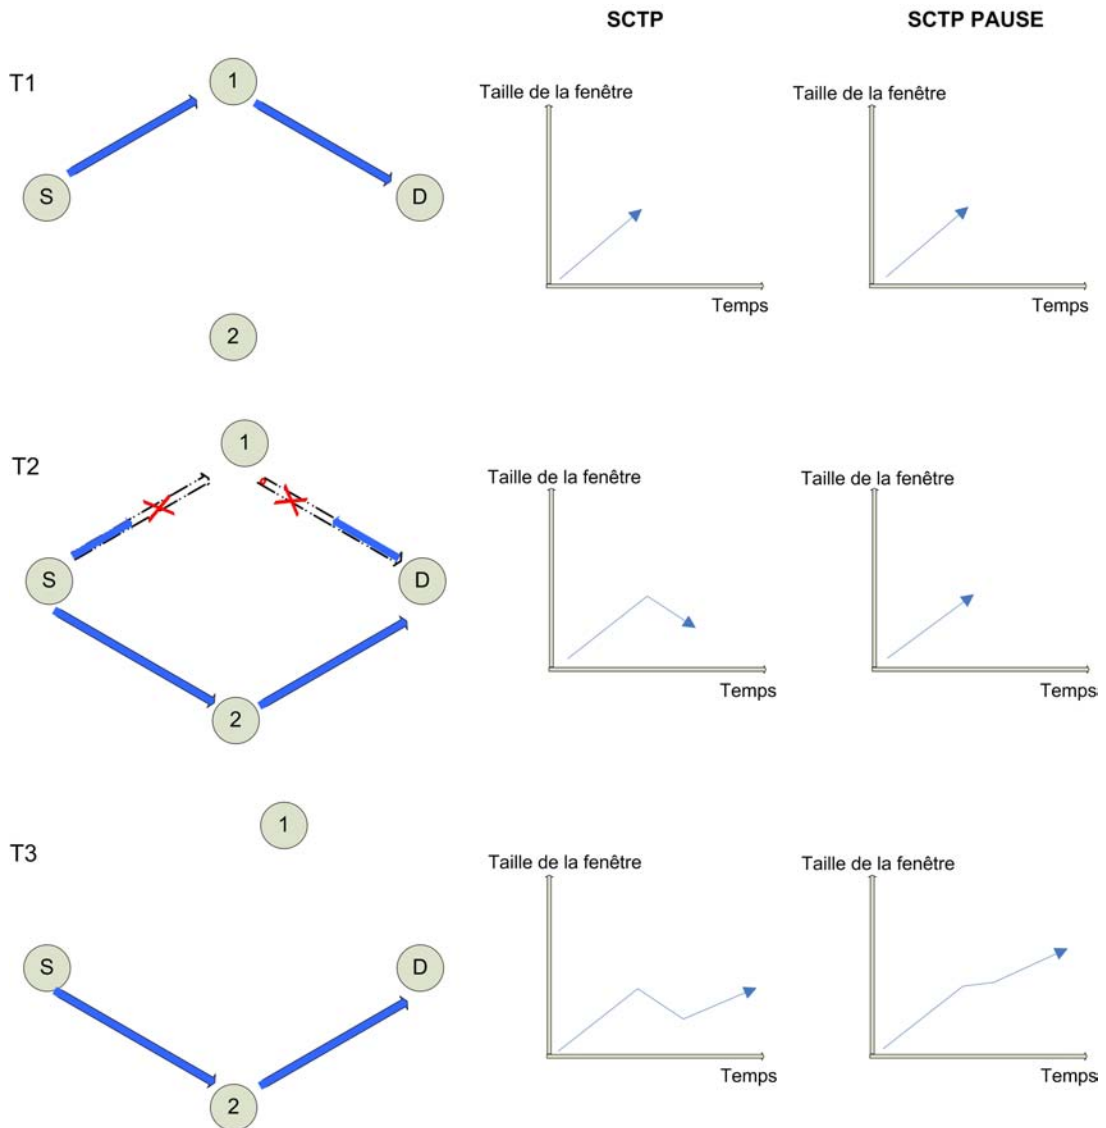 SCTP
SCTP PAUSE
T1
1
S
D
2
Taille de la fenêtre
Temps
Taille de la fenêtre
Temps
T2
1
S
D
2
Taille de la fenêtre
Temps
Taille de la fenêtre
Temps
T3
1
S
D
2
Taille de la fenêtre
Temps
Taille de la fenêtre
Temps